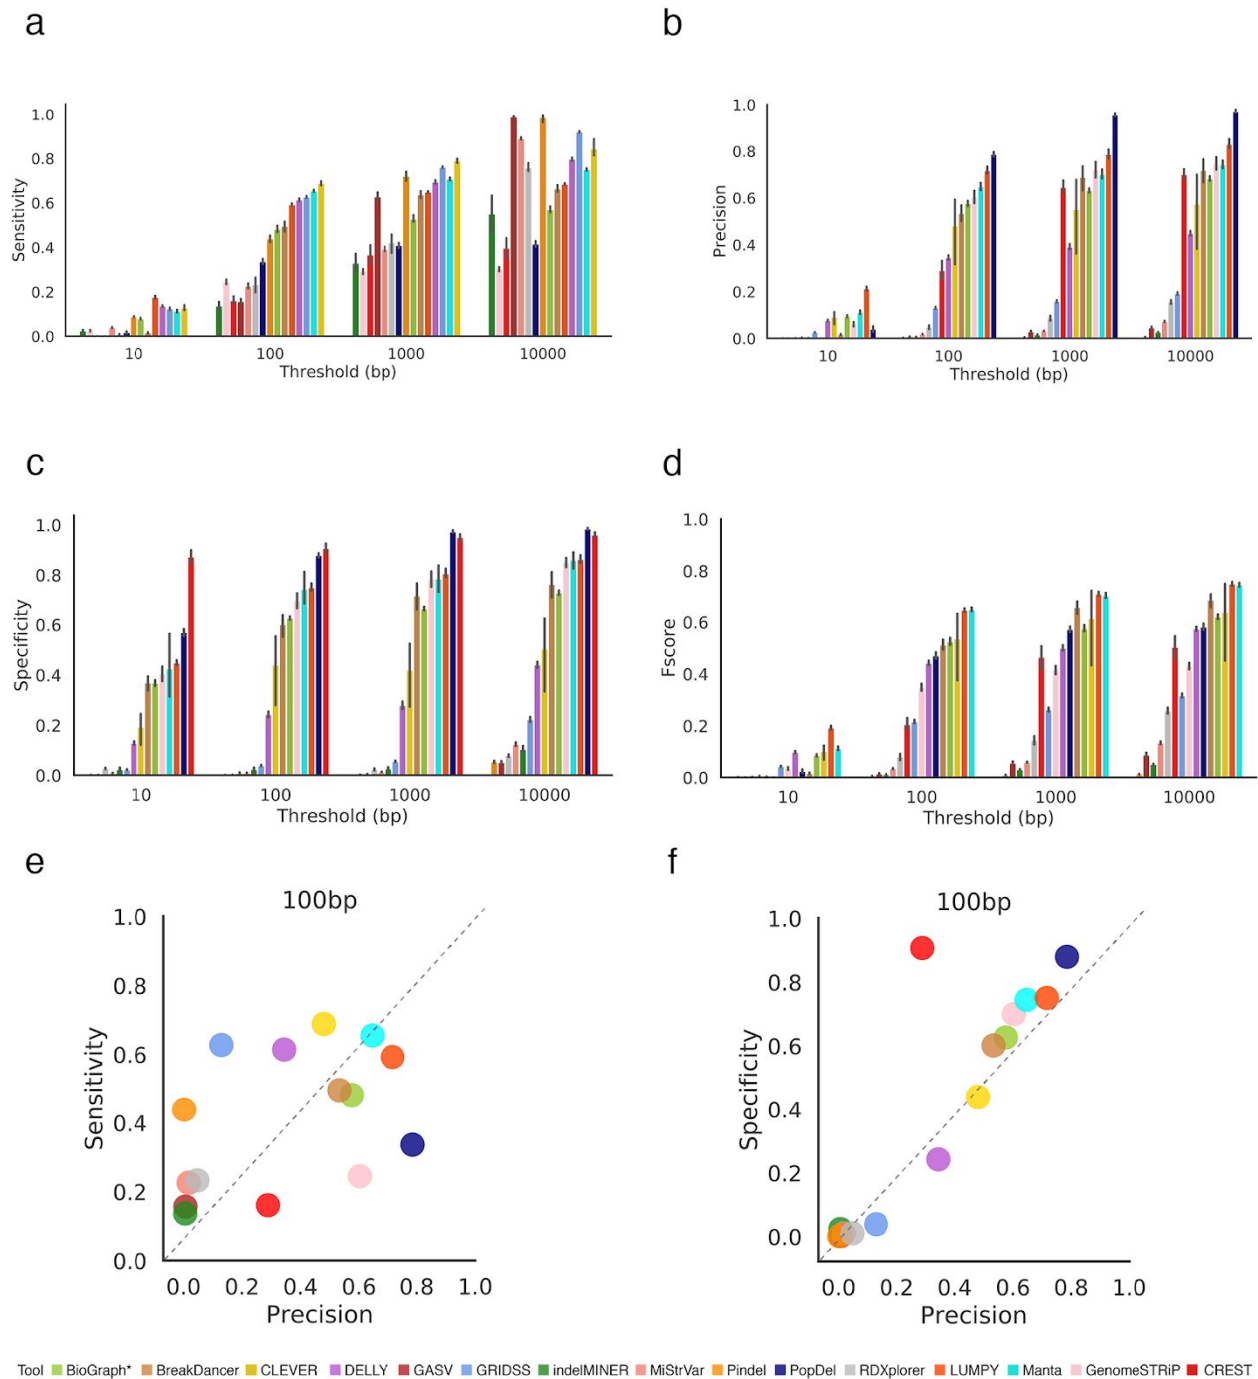 a
1.0
0.8
0.6
0.4
0.2
0.0
Sensitivity
10 100 1000 10000
Threshold (bp)
b
1.0
0.8
0.6
0.4
0.2
0.0
Precision
10 100 1000 10000
Threshold (bp)
c
1.0
0.8
0.6
0.4
0.2
0.0
Specificity
10 100 1000 10000
Threshold (bp)
d
1.0
0.8
0.6
0.4
0.2
0.0
Fscore
10 100 1000 10000
Threshold (bp)
e
100bp
1.0
0.8
0.6
0.4
0.2
0.0
Sensitivity
0.0 0.2 0.4 0.6 0.8 1.0
Precision
f
100bp
1.0
0.8
0.6
0.4
0.2
0.0
Specificity
0.0 0.2 0.4 0.6 0.8 1.0
Precision
Tool BioGraph* BreakDancer CLEVER DELLY GASV GRIDSS indelMINER MiStrVar Pindel PopDel RDXplorer LUMPY Manta GenomeSTRiP CREST